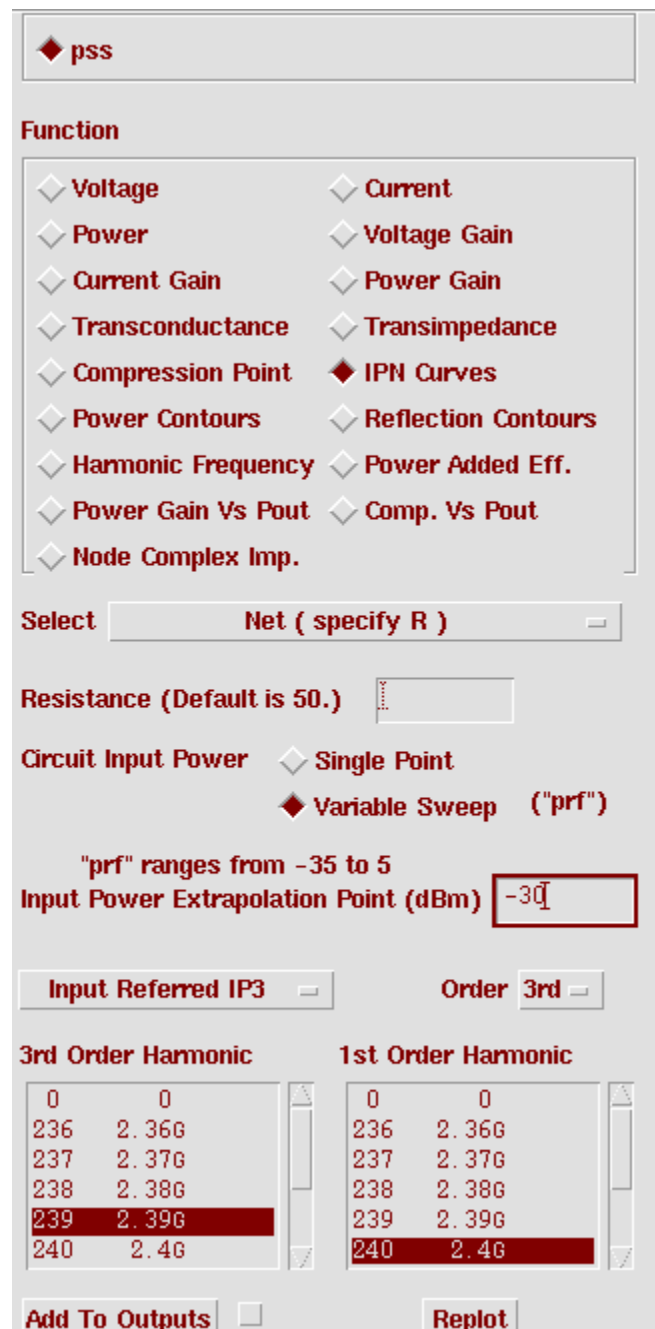 pss
Function
Voltage Current
Power Voltage Gain
Current Gain Power Gain
Transconductance Transimpedance
Compression Point IPN Curves
Power Contours Reflection Contours
Harmonic Frequency Power Added Eff.
Power Gain Vs Pout Comp. Vs Pout
Node Complex Imp.
Select Net ( specify R )
Resistance (Default is 50.)
Circuit Input Power Single Point
Variable Sweep ("prf")
"prf" ranges from -35 to 5
Input Power Extrapolation Point (dBm) -30
Input Referred IP3 Order 3rd
3rd Order Harmonic 1st Order Harmonic
0 0 0 0
236 2.36G 236 2.36G
237 2.37G 237 2.37G
238 2.38G 238 2.38G
239 2.39G 239 2.39G
240 2.4G 240 2.4G
Add To Outputs Replot